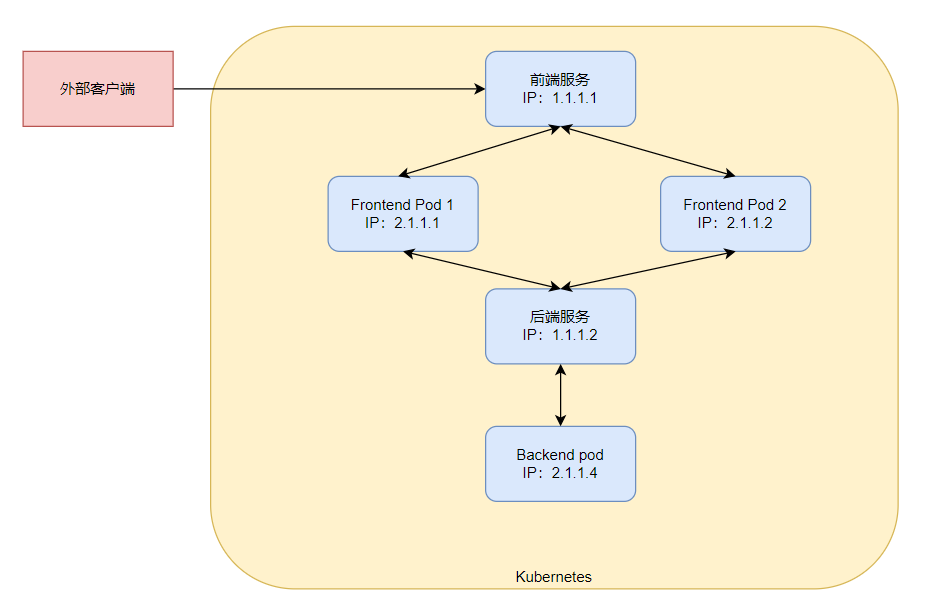 外部客户端
前端服务
IP：1.1.1.1
Frontend Pod 1
IP：2.1.1.1
Frontend Pod 2
IP：2.1.1.2
后端服务
IP：1.1.1.2
Backend pod
IP：2.1.1.4
Kubernetes